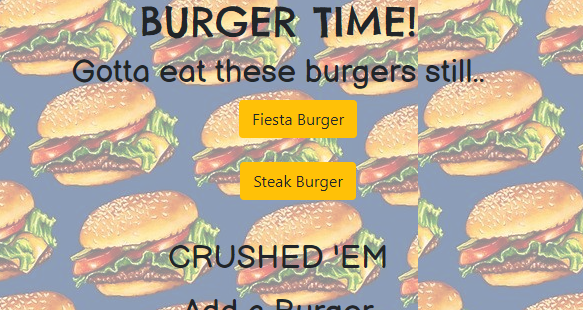 BURGER TIME!
Gotta eat these burgers still..
Fiesta Burger
Steak Burger
CRUSHED 'EM
Add a Burger